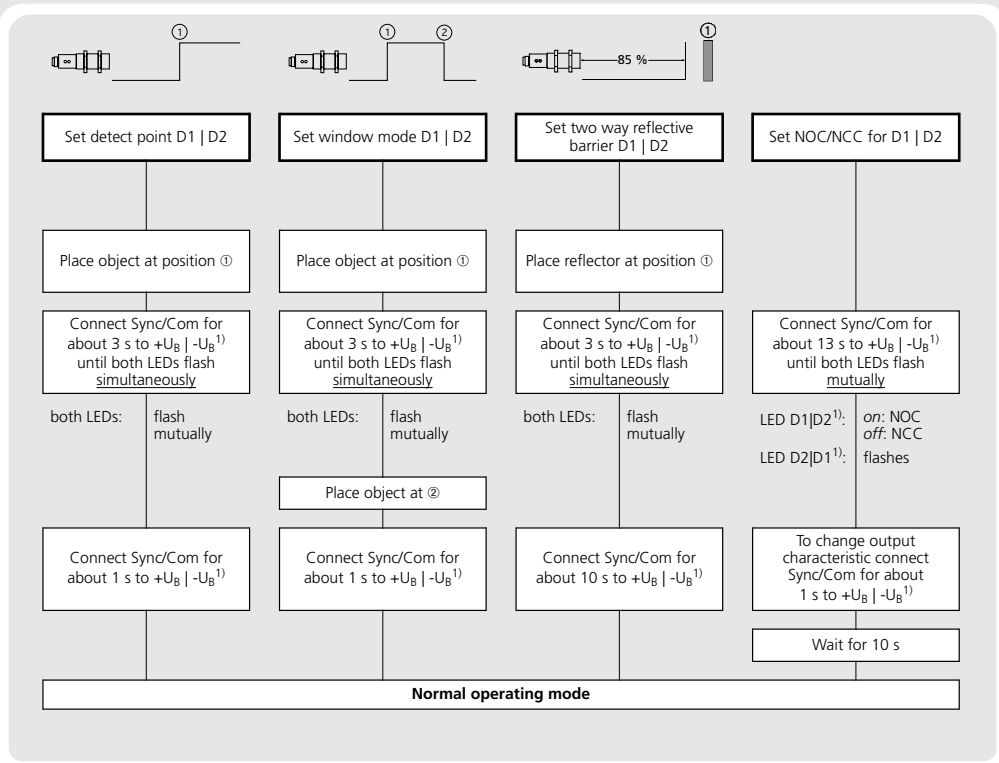 ① ① ② ①
85 %
Set detect point D1 | D2
Set window mode D1 | D2
Set two way reflective
barrier D1 | D2
Set NOC/NCC for D1 | D2
Place object at position ①
Place object at position ①
Place reflector at position ①
Connect Sync/Com for
about 3 s to +UB | -UB1)
until both LEDs flash
simultaneously
Connect Sync/Com for
about 3 s to +UB | -UB1)
until both LEDs flash
simultaneously
Connect Sync/Com for
about 3 s to +UB | -UB1)
until both LEDs flash
simultaneously
Connect Sync/Com for
about 13 s to +UB | -UB1)
until both LEDs flash
mutually
both LEDs: flash
mutually
both LEDs: flash
mutually
both LEDs: flash
mutually
LED D1|D21): on: NOC
off: NCC
LED D2|D11): flashes
Place object at ②
Connect Sync/Com for
about 1 s to +UB | -UB1)
Connect Sync/Com for
about 1 s to +UB | -UB1)
Connect Sync/Com for
about 10 s to +UB | -UB1)
To change output
characteristic connect
Sync/Com for about
1 s to +UB | -UB1)
Wait for 10 s
Normal operating mode